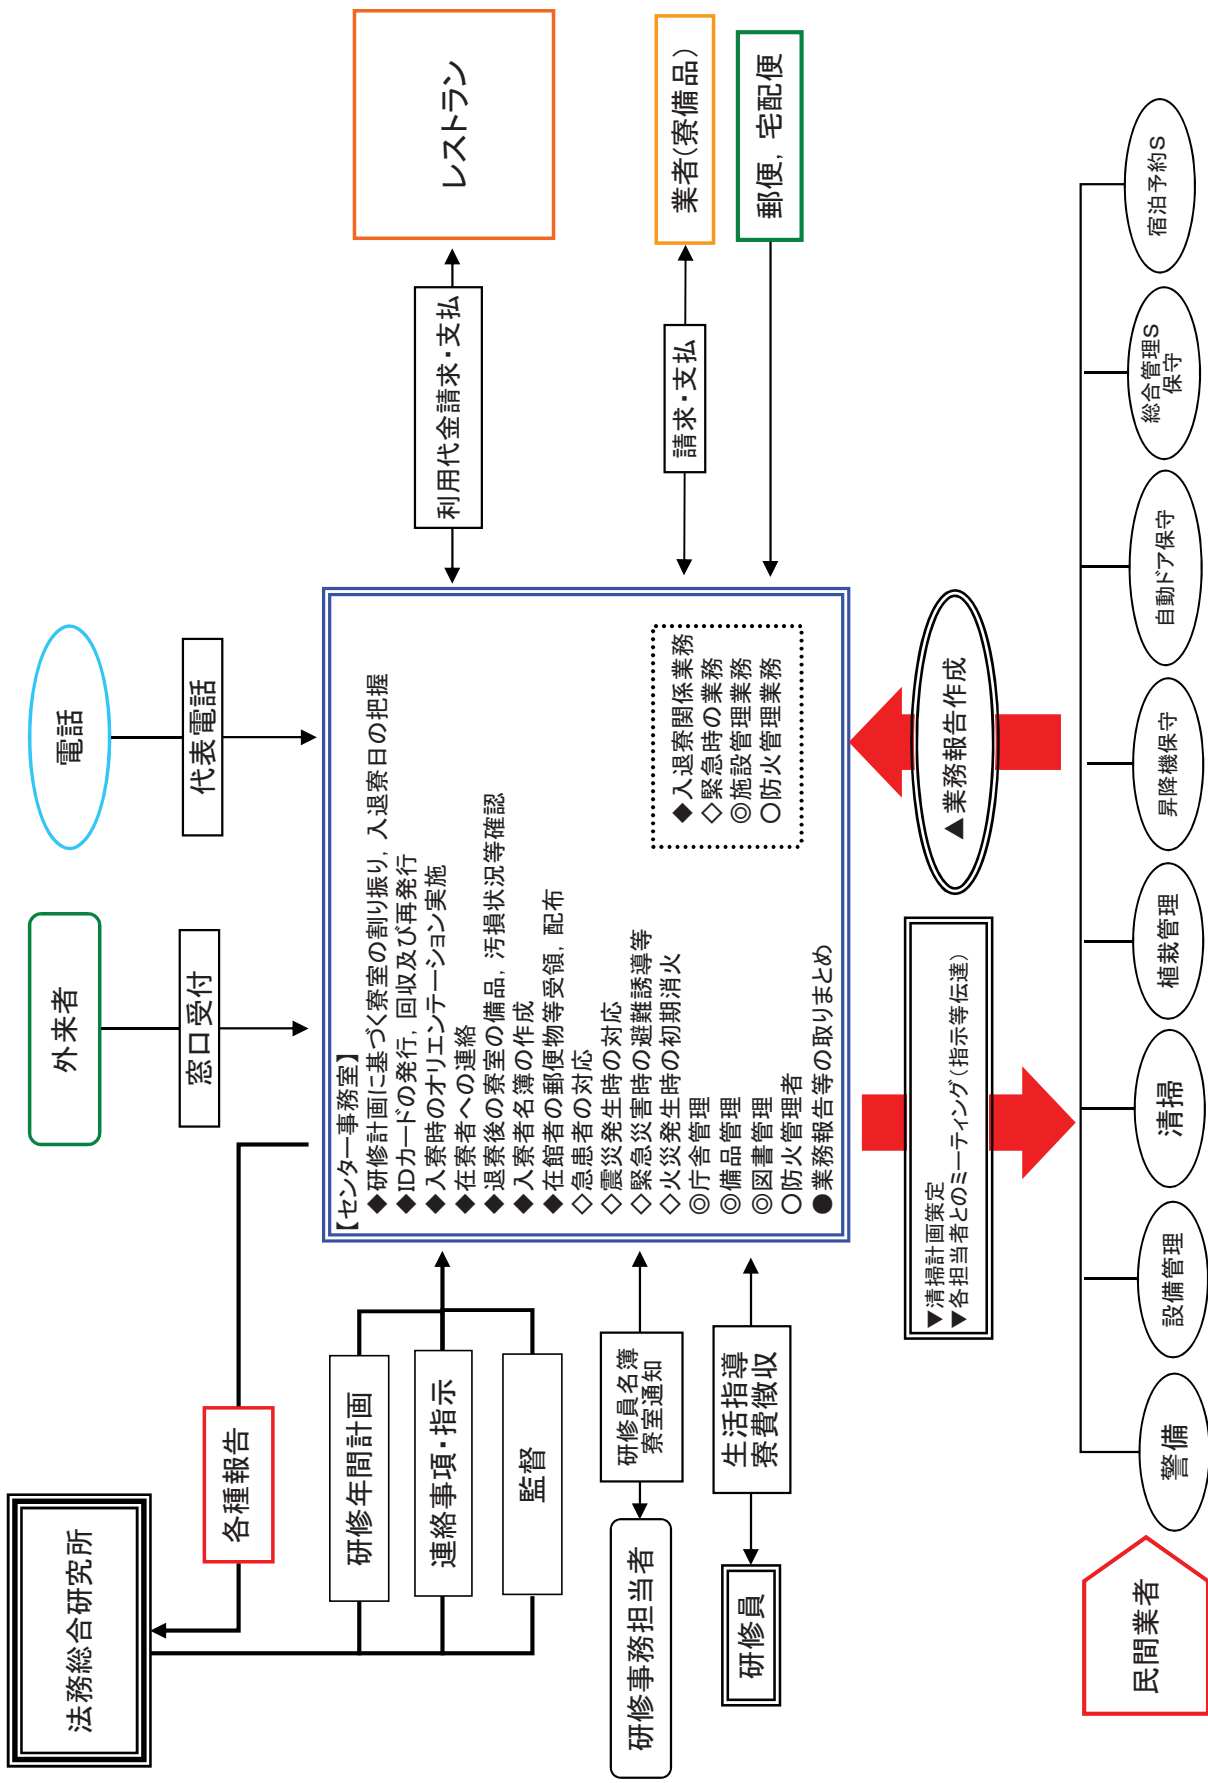 法務総合研究所
各種報告
研修年間計画
連絡事項・指示
監督
研修事務担当者
研修員名簿
寮室通知
研修員
生活指導
寮費徴収
外来者
窓口受付
電話
代表電話
【センター事務室】
◆研修計画に基づく寮室の割り振り，入退寮日の把握
◆IDカードの発行，回収及び再発行
◆入寮時のオリエンテーション実施
◆在寮者への連絡
◆退寮後の寮室の備品，汚損状況等確認
◆入寮者名簿の作成
◆在館者の郵便物等受領，配布
◇急患者の対応
◇震災発生時の対応
◇緊急災害時の避難誘導等
◇火災発生時の初期消火
◎庁舎管理
◎備品管理
◎図書管理
○防火管理者
●業務報告等の取りまとめ
◆入退寮関係業務
◇緊急時の業務
◎施設管理業務
○防火管理業務
レストラン
利用代金請求・支払
業者（寮備品）
請求・支払
郵便，宅配便
▼清掃計画策定
▼各担当者とのミーティング（指示等伝達）
▲業務報告作成
民間業者
警備
設備管理
清掃
植栽管理
昇降機保守
自動ドア保守
総合管理S
保守
宿泊予約S